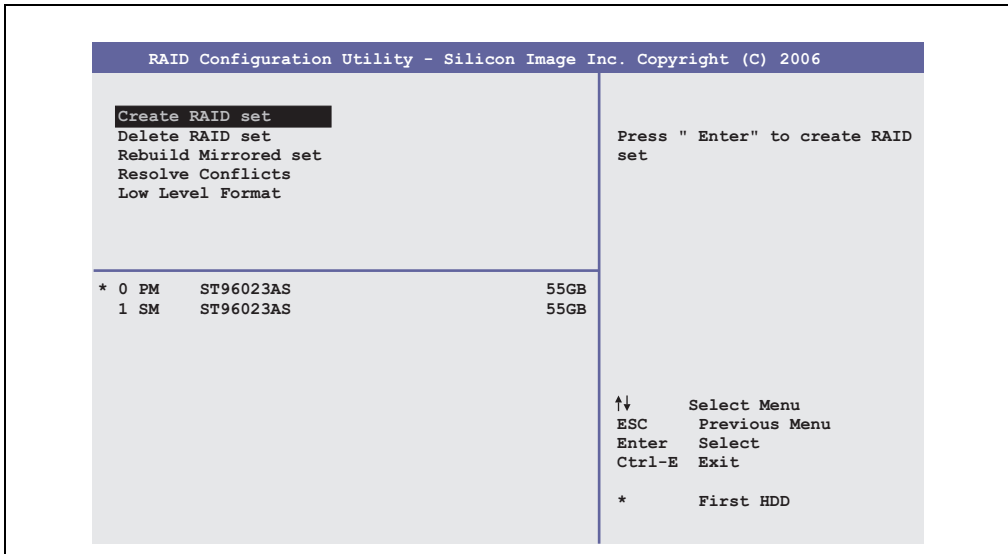 RAID Configuration Utility - Silicon Image Inc. Copyright (C) 2006
Create RAID set
Delete RAID set
Rebuild Mirrored set
Resolve Conflicts
Low Level Format
Press " Enter" to create RAID
set
* 0 PM ST96023AS 55GB
1 SM ST96023AS 55GB
↑↓ Select Menu
ESC Previous Menu
Enter Select
Ctrl-E Exit
* First HDD